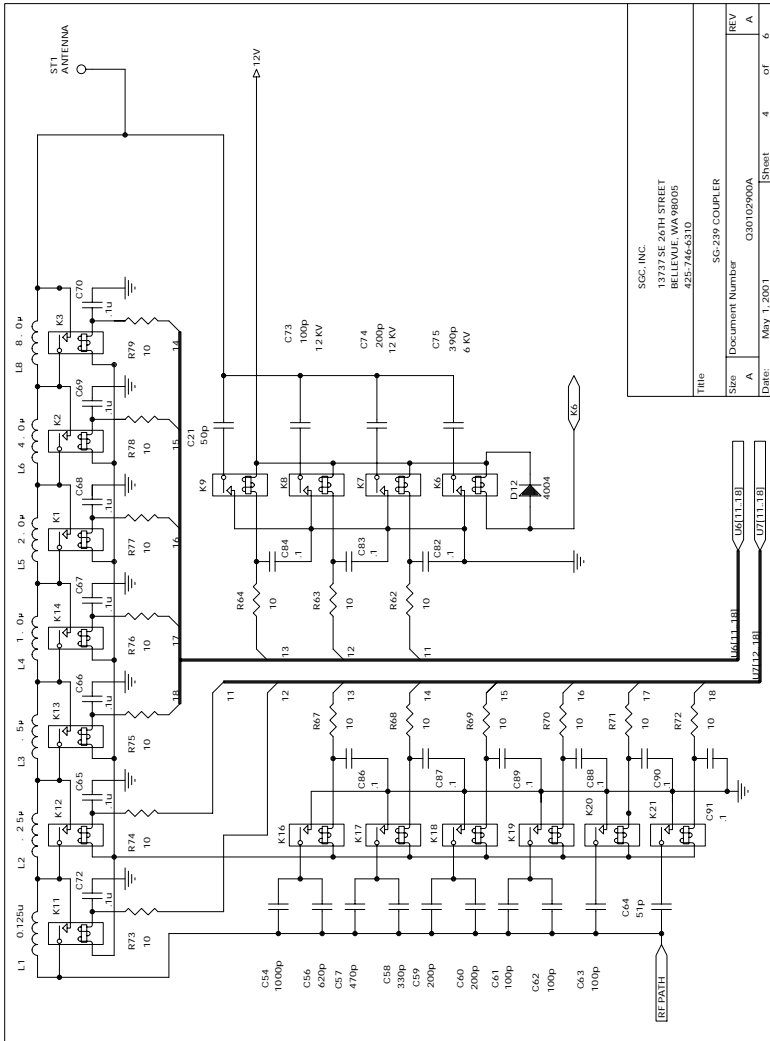 ST1
ANTENNA
12V
L1 0.125u
L2 .25µ
L3 .5µ
L4 1.0µ
L5 2.0µ
L6 4.0µ
L8 8.0µ
K11
K12
K13
K14
K1
K2
K3
C72
.1u
C65
.1u
C66
.1u
C67
.1u
C68
.1u
C69
.1u
C70
.1u
R73
10
R74
10
R75
10
R76
10
R77
10
R78
10
R79
10
11
12
18
17
16
15
14
C21
50p
C73
100p
12 KV
C74
200p
12 KV
C75
390p
6 KV
K9
K8
K7
K6
D12
4004
K6
C84
.1
C83
.1
C82
.1
R64
10
R63
10
R62
10
13
12
11
U6[11..18]
U7[12..18]
U6[11..18]
U7[11..18]
R67
10
R68
10
R69
10
R70
10
R71
10
R72
10
13
14
15
16
17
18
C86
.1
C87
.1
C89
.1
C88
.1
C90
.1
C91
.1
K16
K17
K18
K19
K20
K21
C54
1000p
C56
620p
C57
470p
C58
330p
C59
200p
C60
200p
C61
100p
C62
100p
C63
100p
C64
51p
RF PATH
SGC, INC.
13737 SE 26TH STREET
BELLEVUE, WA 98005
425-746-6310
Title
SG-239 COUPLER
Size
A
Document Number
Q30102900A
REV
A
Date:
May 1, 2001
Sheet
4
of
6